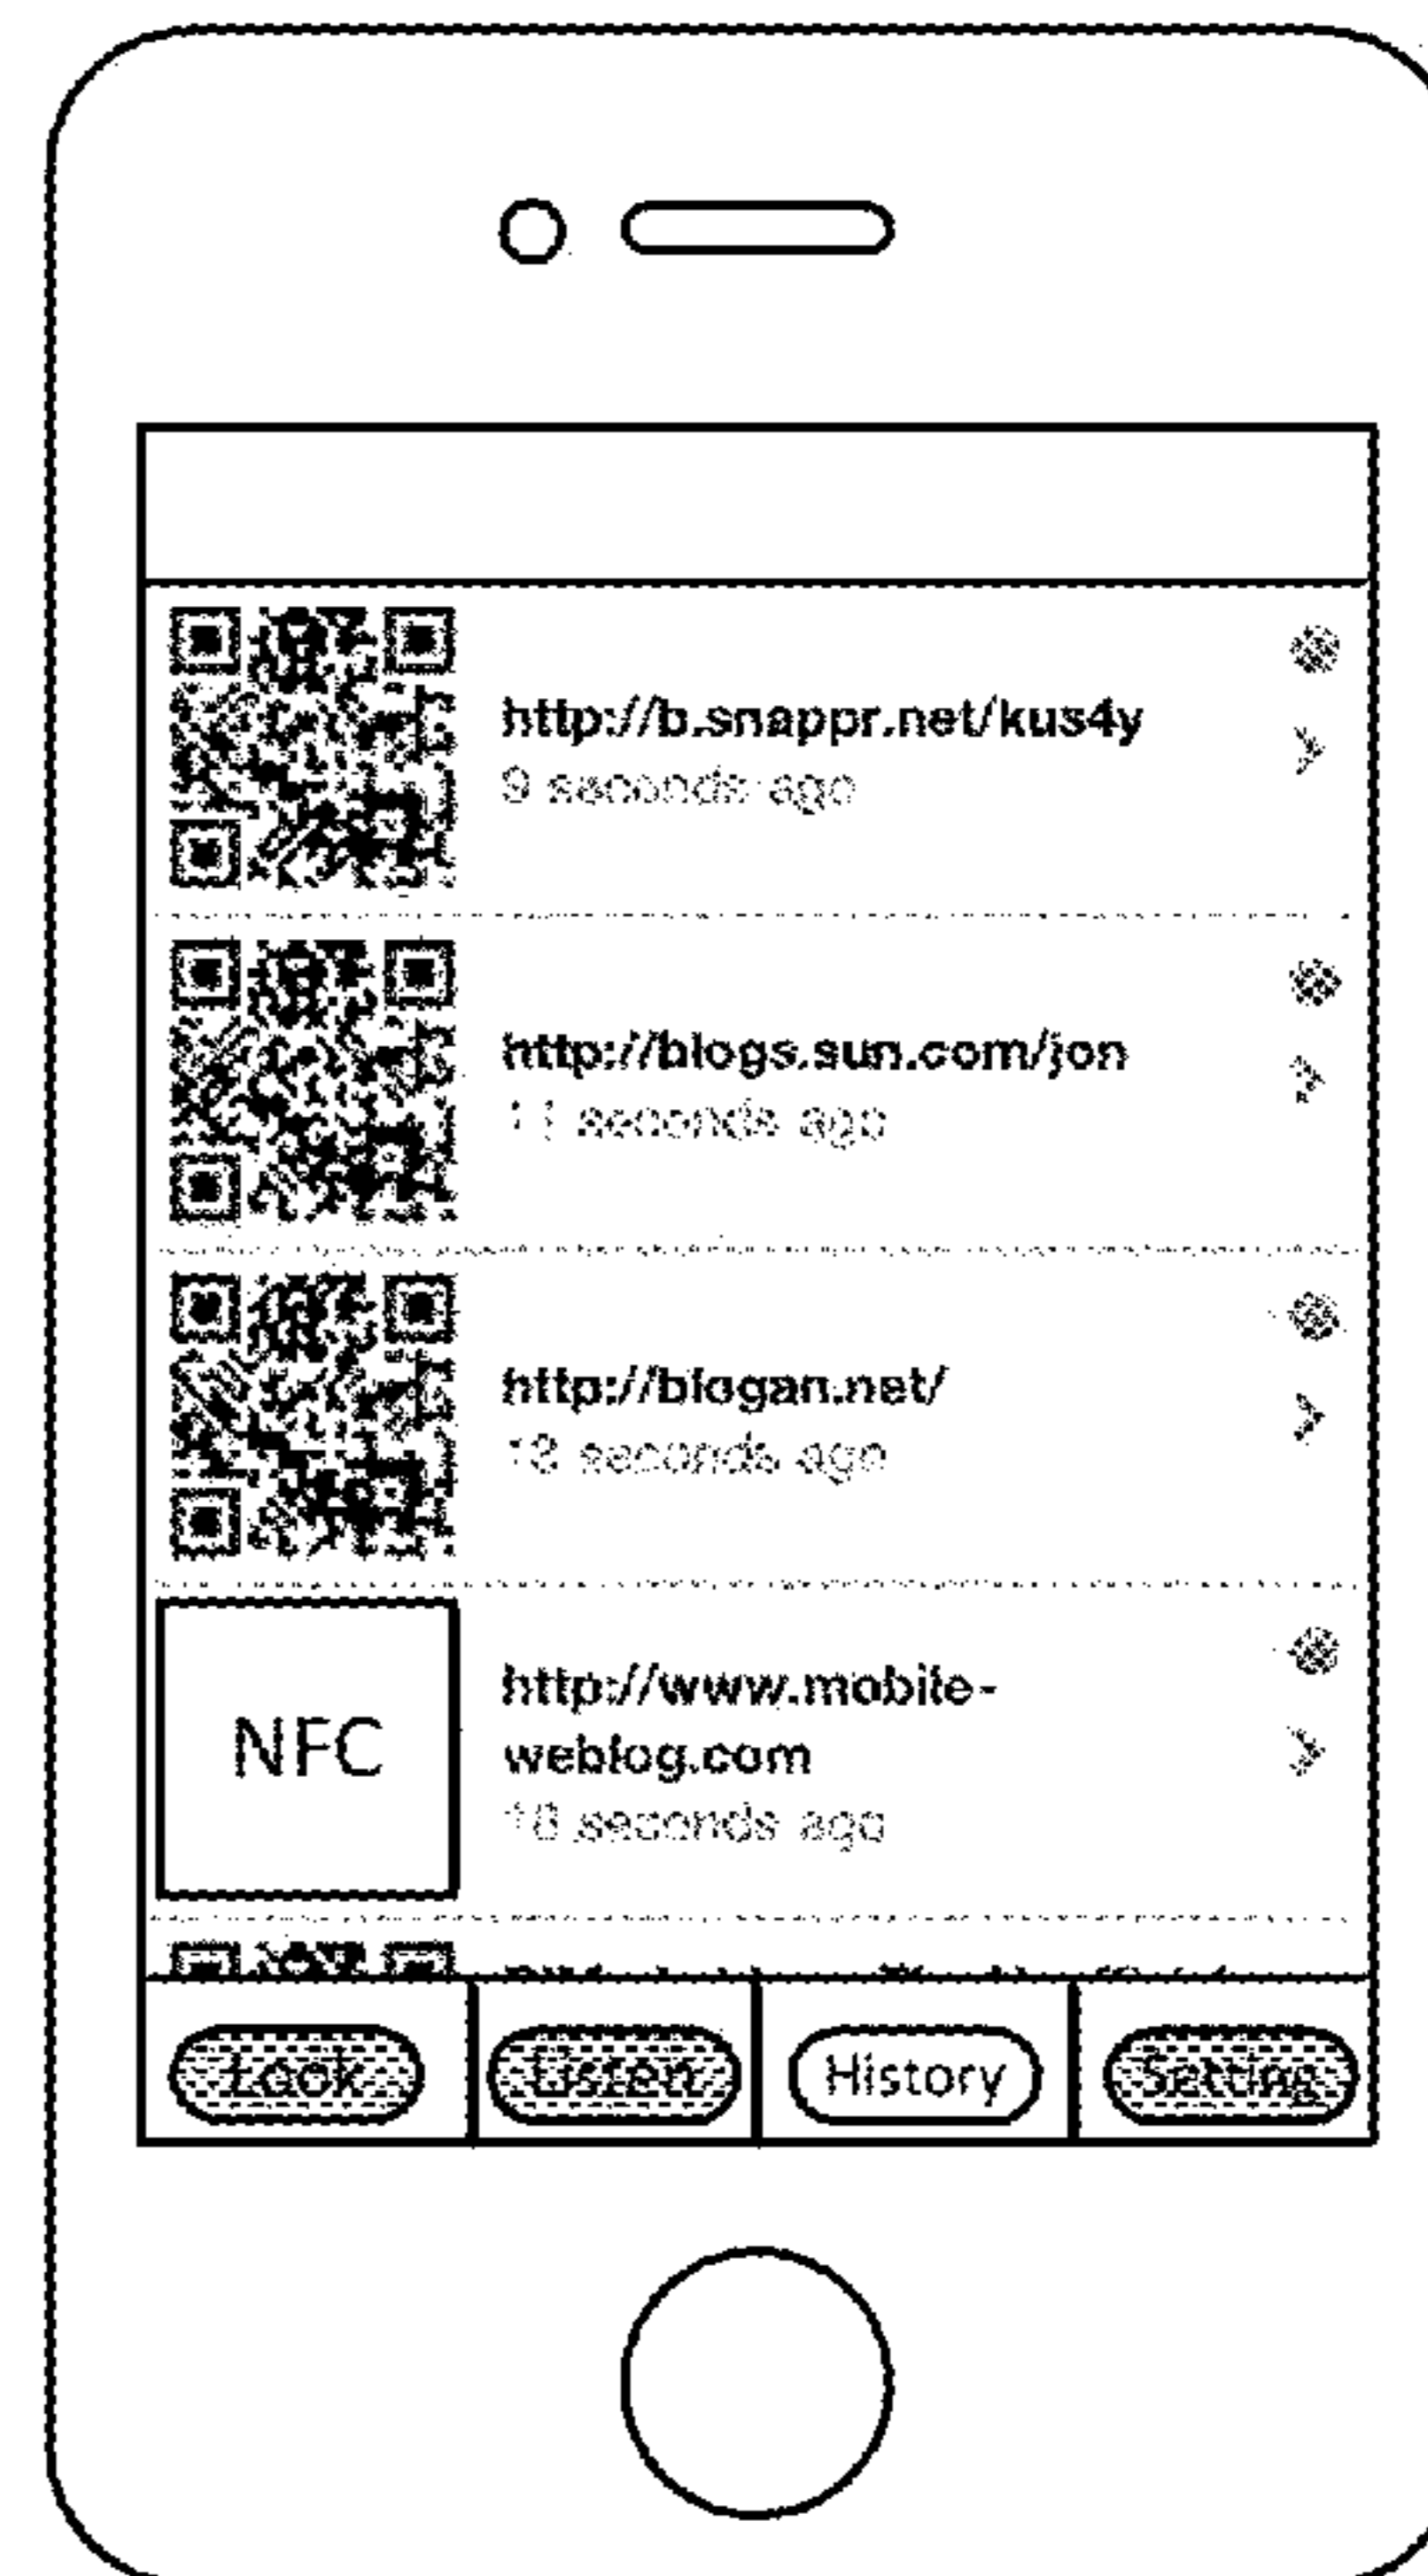 http://b.snappr.net/kus4y
9 seconds ago
http://blogs.sun.com/jon
11 seconds ago
http://blogan.net/
13 seconds ago
NFC
http://www.mobile-
weblog.com
seconds ago
Look
Listen
History
Setting